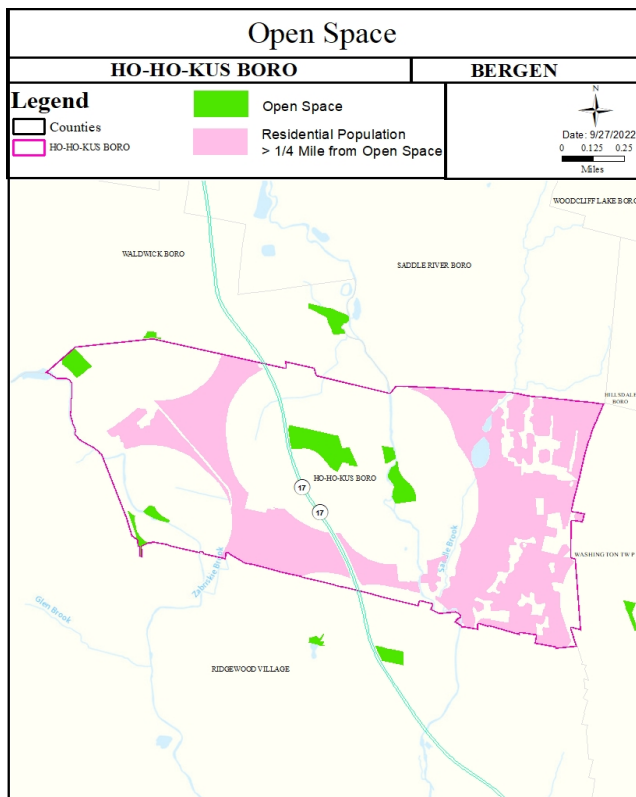 Open Space
HO-HO-KUS BORO
BERGEN
Legend
Counties
HO-HO-KUS BORO
Open Space
Residential Population
> 1/4 Mile from Open Space
N
Date: 9/27/2022
0 0.125 0.25
Miles
WOODCLIFF LAKE BORO
WALDWICK BORO
SADDLE RIVER BORO
HILLSDALE
BORO
HO-HO-KUS BORO
17
17
WASHINGTON TWP
Saddle Brook
Zabriskie Brook
Glen Brook
RIDGEWOOD VILLAGE